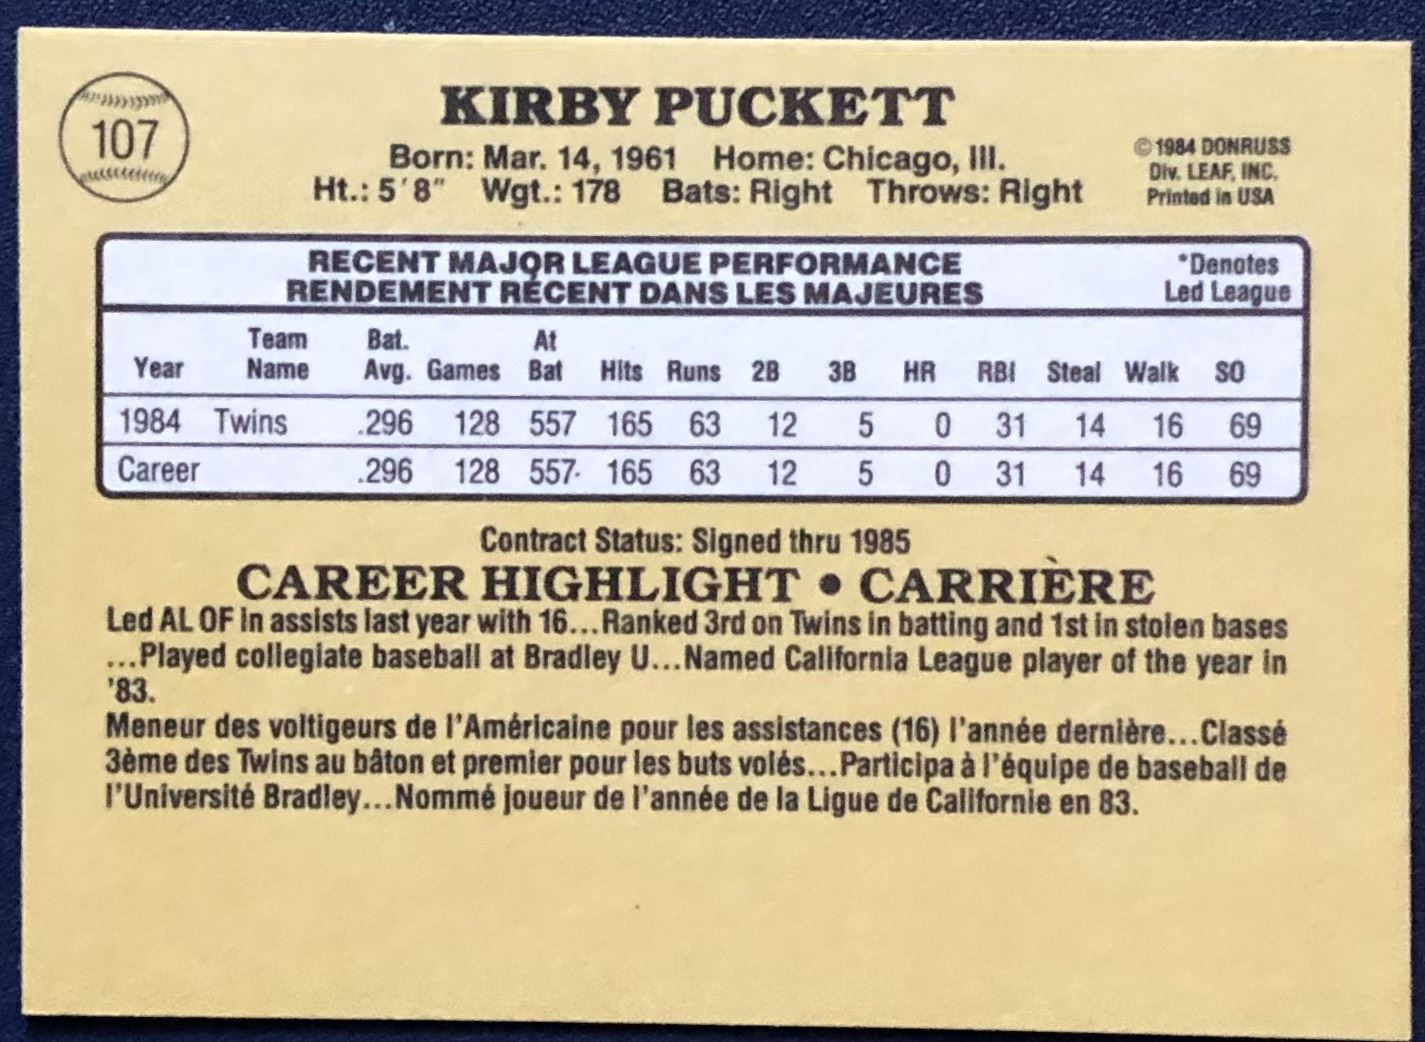 107
KIRBY PUCKETT
Born: Mar. 14, 1961 Home: Chicago, Ill.
Ht.: 5'8" Wgt.: 178 Bats: Right Throws: Right
©1984 DONRUSS
Div. LEAF, INC.
Printed in USA
RECENT MAJOR LEAGUE PERFORMANCE
RENDEMENT RÉCENT DANS LES MAJEURES
*Denotes
Led League
Year Team Name Bat. Avg. Games At Bat Hits Runs 2B 3B HR RBI Steal Walk SO
1984 Twins .296 128 557 165 63 12 5 0 31 14 16 69
Career .296 128 557 165 63 12 5 0 31 14 16 69
Contract Status: Signed thru 1985
CAREER HIGHLIGHT • CARRIÈRE
Led AL OF in assists last year with 16...Ranked 3rd on Twins in batting and 1st in stolen bases
...Played collegiate baseball at Bradley U...Named California League player of the year in
'83.
Meneur des voltigeurs de l'Américaine pour les assistances (16) l'année dernière...Classé
3ème des Twins au bâton et premier pour les buts volés...Participa à l'équipe de baseball de
l'Université Bradley...Nommé joueur de l'année de la Ligue de Californie en 83.